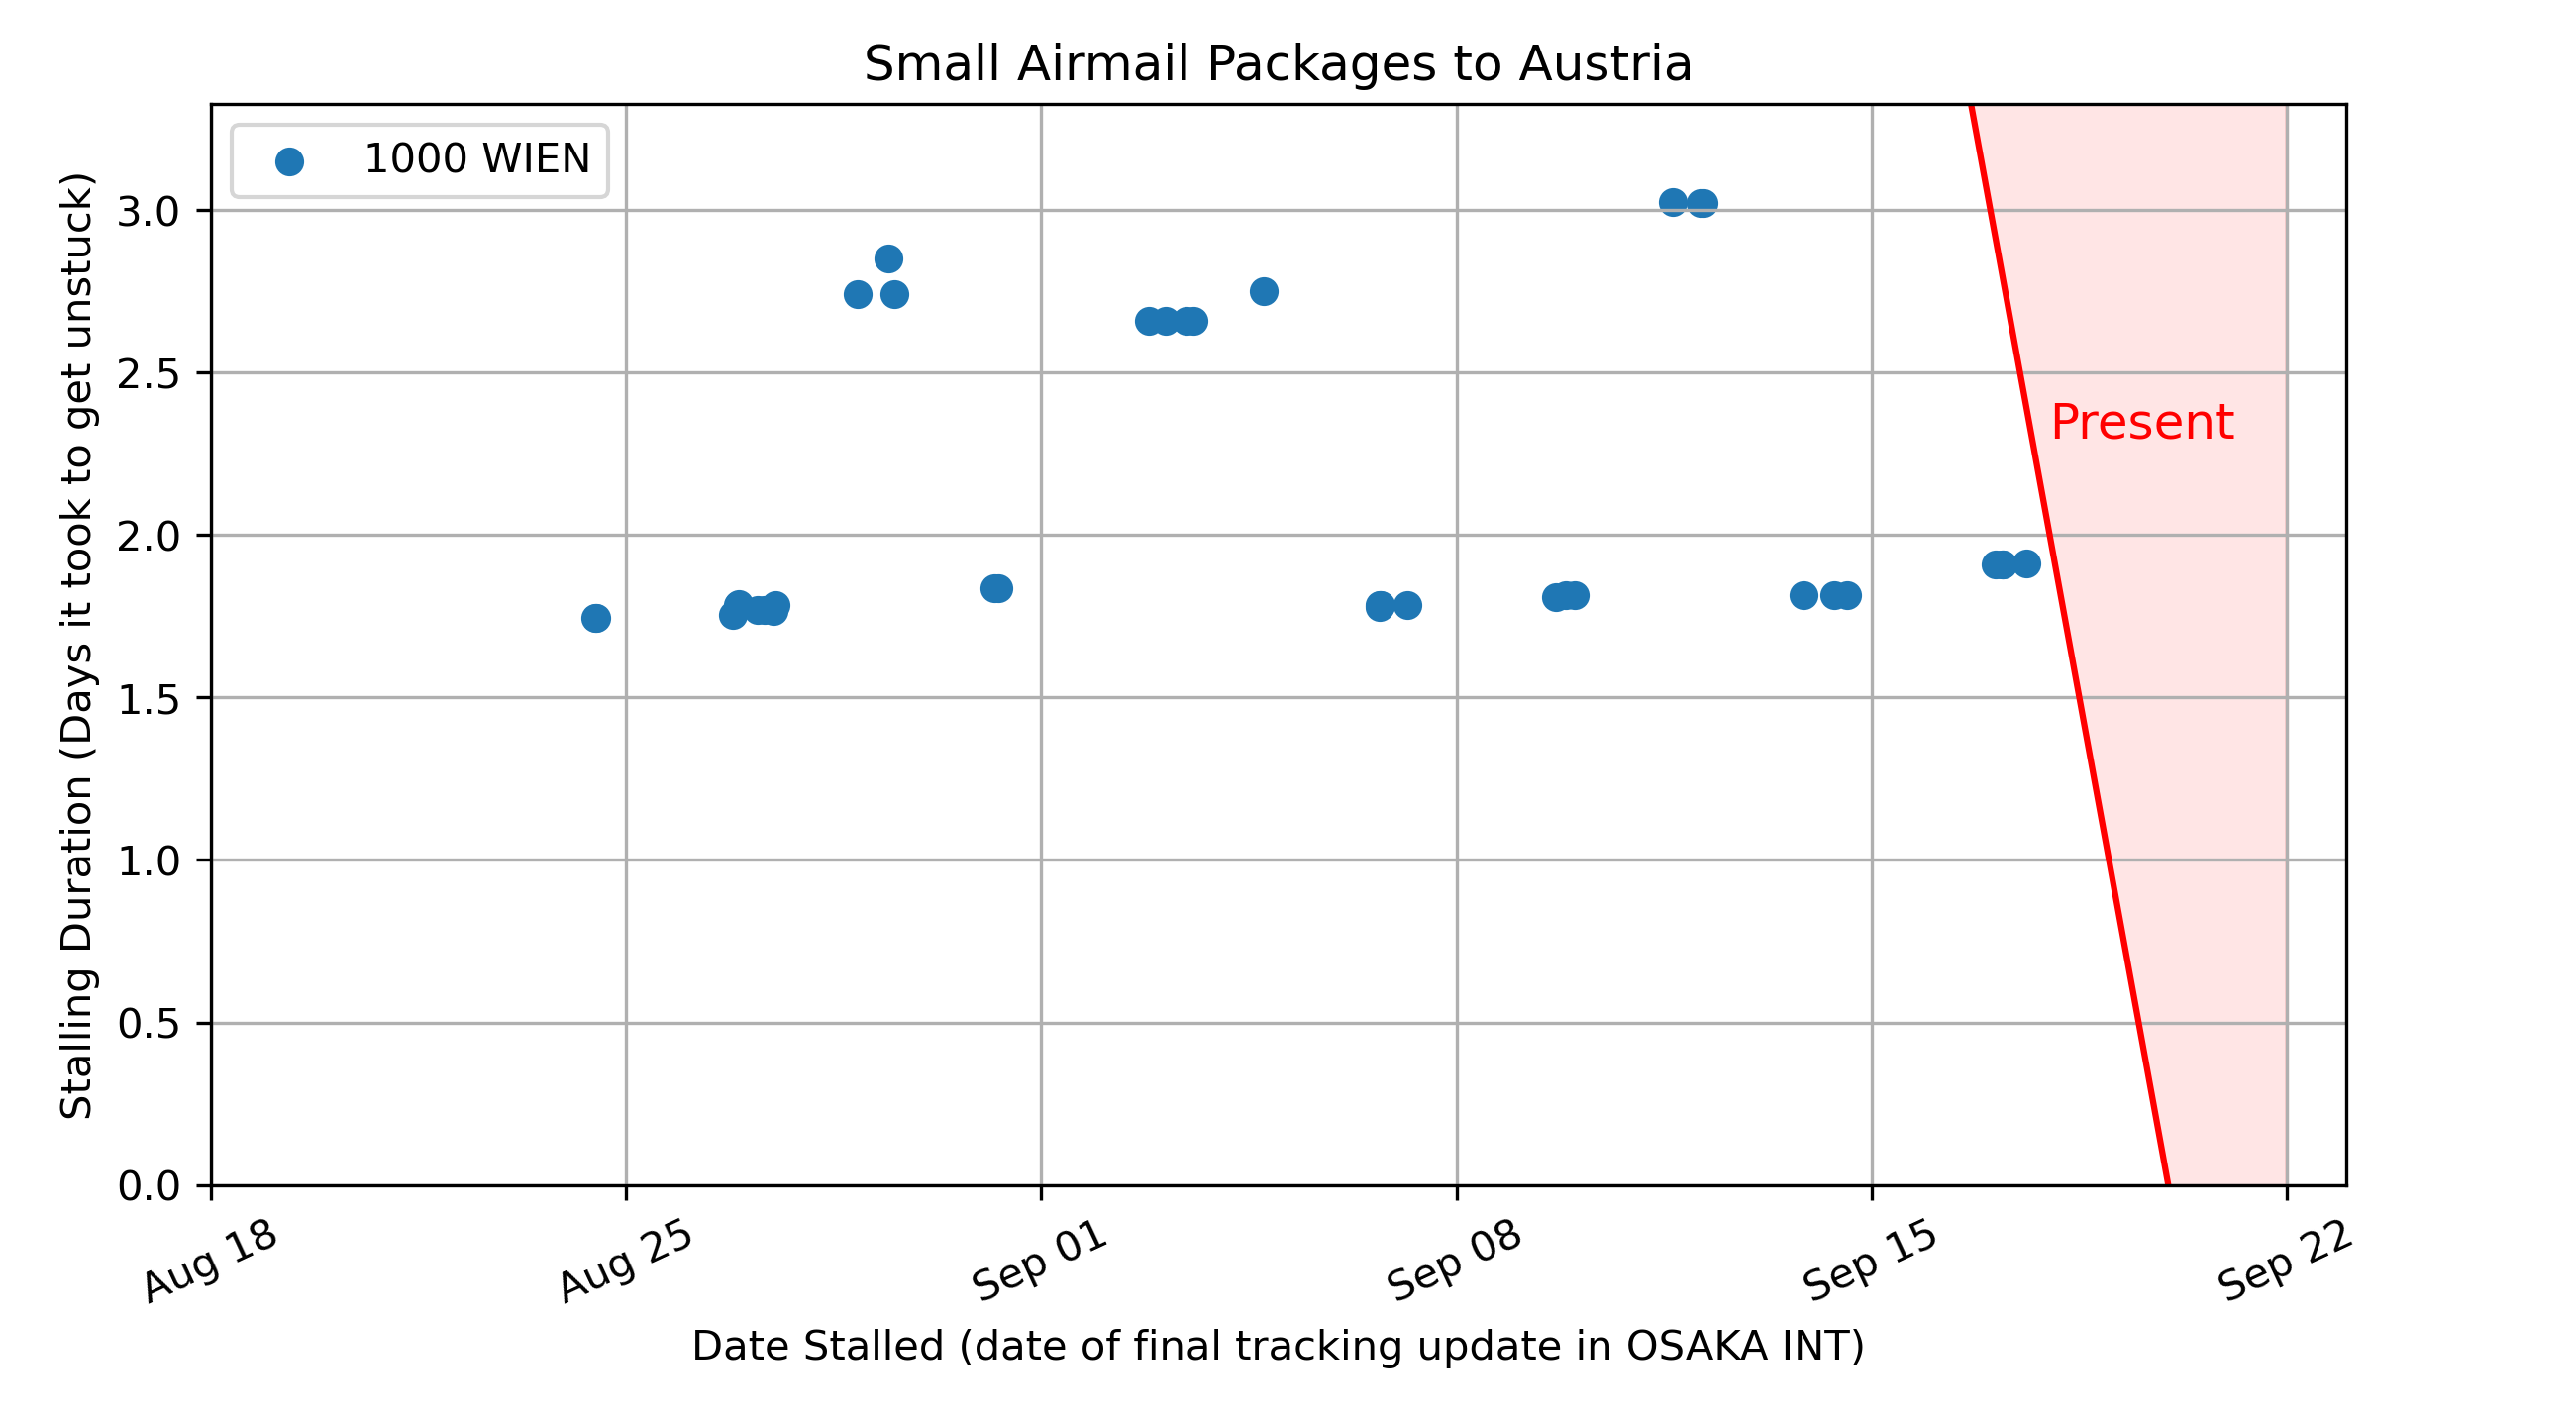 Small Airmail Packages to Austria
1000 WIEN
Stalling Duration (Days it took to get unstuck)
3.0
2.5
2.0
1.5
1.0
0.5
0.0
Present
Aug 18
Aug 25
Sep 01
Sep 08
Sep 15
Sep 22
Date Stalled (date of final tracking update in OSAKA INT)